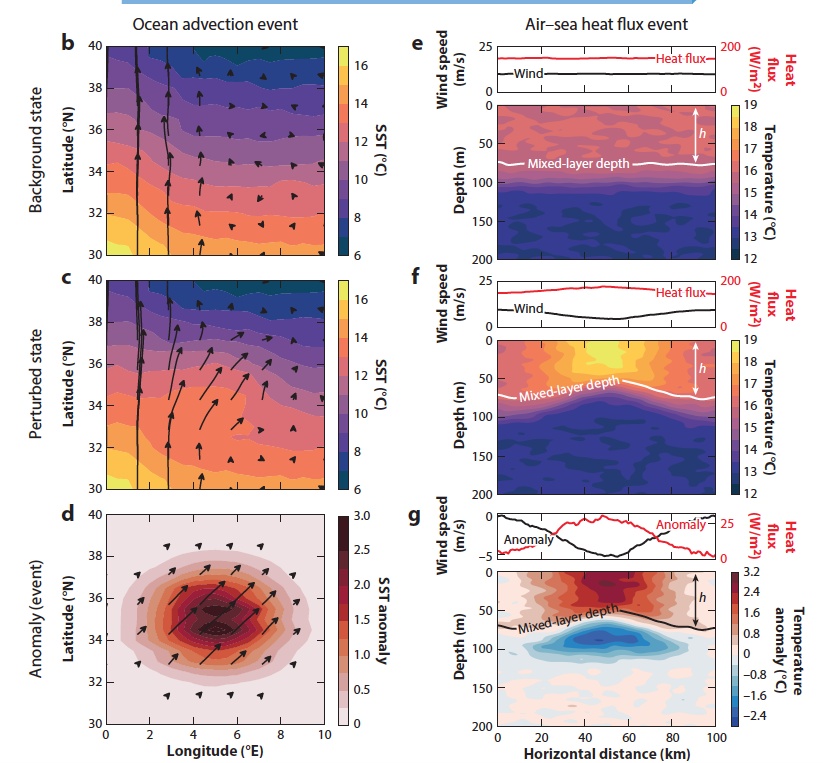 Ocean advection event
Air–sea heat flux event
Background state
b
Latitude (°N)
40
38
36
34
32
30
16
14
12
10
8
6
SST (°C)
e
Wind speed
(m/s)
25
0
Heat flux
Wind
200
0
Heat
flux
(W/m²)
Depth (m)
0
50
100
150
200
h
Mixed-layer depth
19
18
17
16
15
14
13
12
Temperature (°C)
Perturbed state
c
Latitude (°N)
40
38
36
34
32
30
16
14
12
10
8
6
SST (°C)
f
Wind speed
(m/s)
25
0
Heat flux
Wind
200
0
Heat
flux
(W/m²)
Depth (m)
0
50
100
150
200
h
Mixed-layer depth
19
18
17
16
15
14
13
12
Temperature (°C)
Anomaly (event)
d
Latitude (°N)
40
38
36
34
32
30
0
2
4
6
8
10
Longitude (°E)
3.0
2.5
2.0
1.5
1.0
0.5
0
SST anomaly
g
Wind speed
(m/s)
0
–5
Anomaly
Anomaly
25
0
Heat
flux
(W/m²)
Depth (m)
0
50
100
150
200
h
Mixed-layer depth
0
20
40
60
80
100
Horizontal distance (km)
3.2
2.4
1.6
0.8
0
–0.8
–1.6
–2.4
Temperature
anomaly (°C)